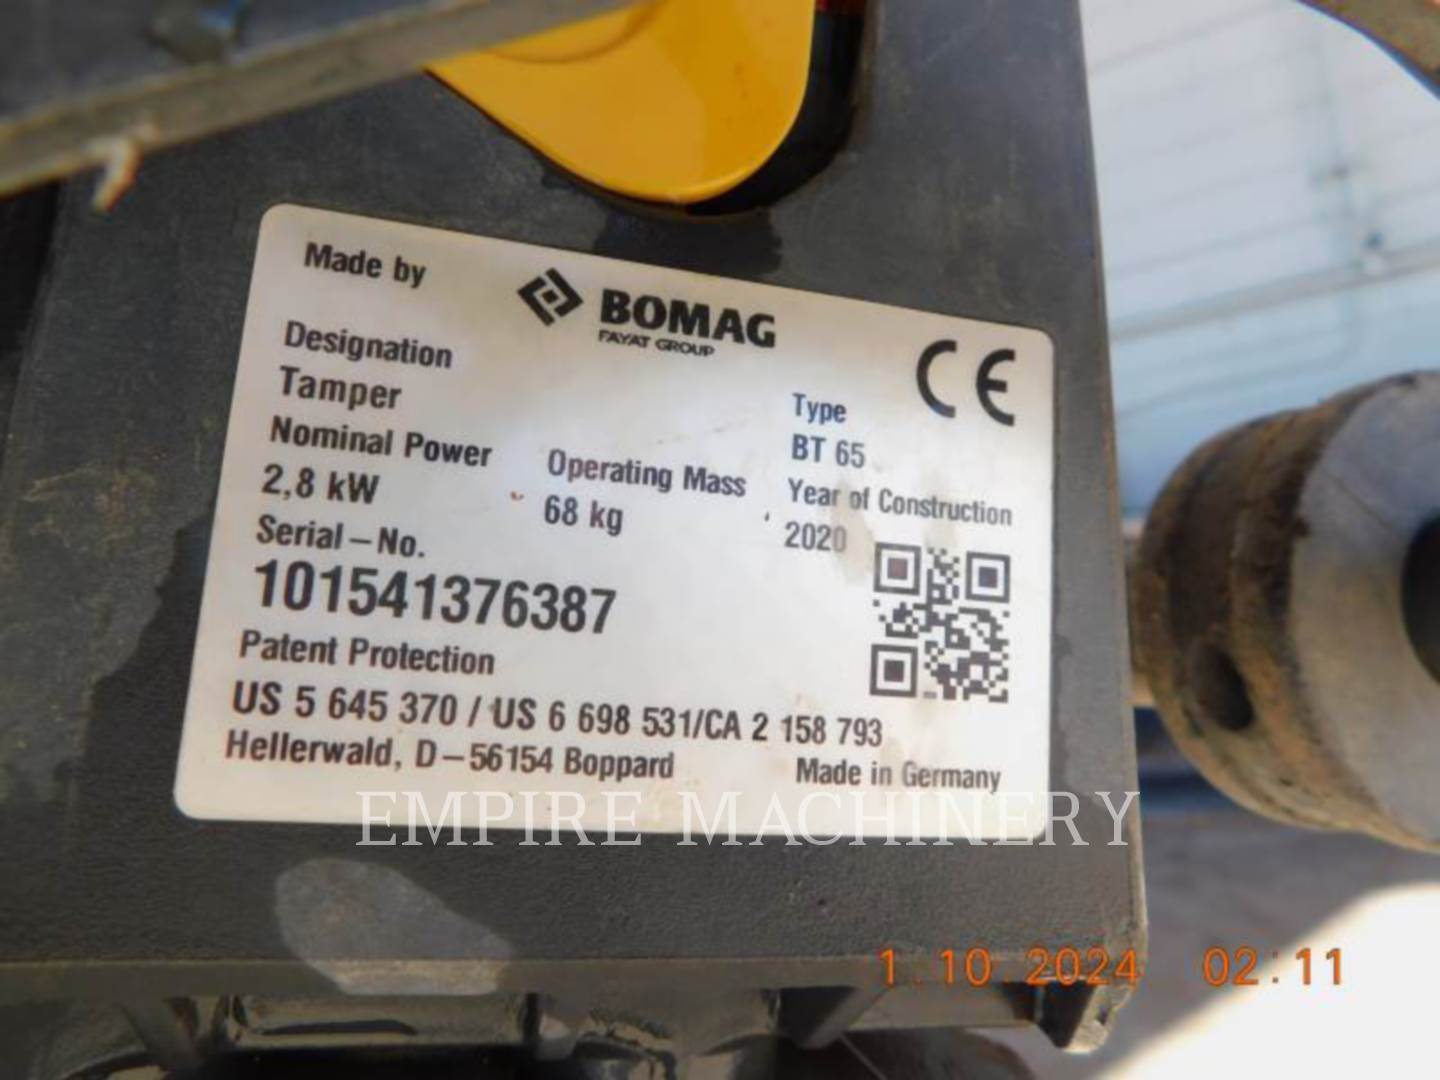 Made by
BOMAG
FAYAT GROUP
CE
Designation
Tamper
Type
BT 65
Nominal Power
2,8 kW
Operating Mass
68 kg
Year of Construction
2020
Serial-No.
101541376387
Patent Protection
US 5 645 370 / US 6 698 531/CA 2 158 793
Hellerwald, D-56154 Boppard
Made in Germany
EMPIRE MACHINERY
1.10.2024 02:11